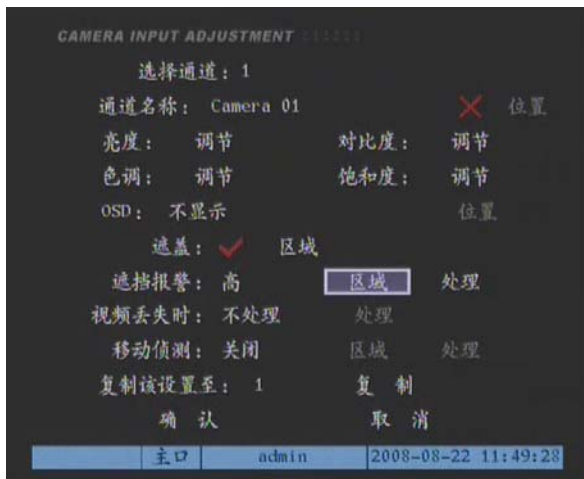 CAMERA INPUT ADJUSTMENT
选择通道：1
通道名称： Camera 01 位置
亮度： 调节 对比度： 调节
色调： 调节 饱和度： 调节
OSD： 不显示 位置
遮盖： 区域
遮挡报警： 高 区域 处理
视频丢失时： 不处理 处理
移动侦测： 关闭 区域 处理
复制该设置至： 1 复 制
确 认 取 消
主口 admin 2008-08-22 11:49:28